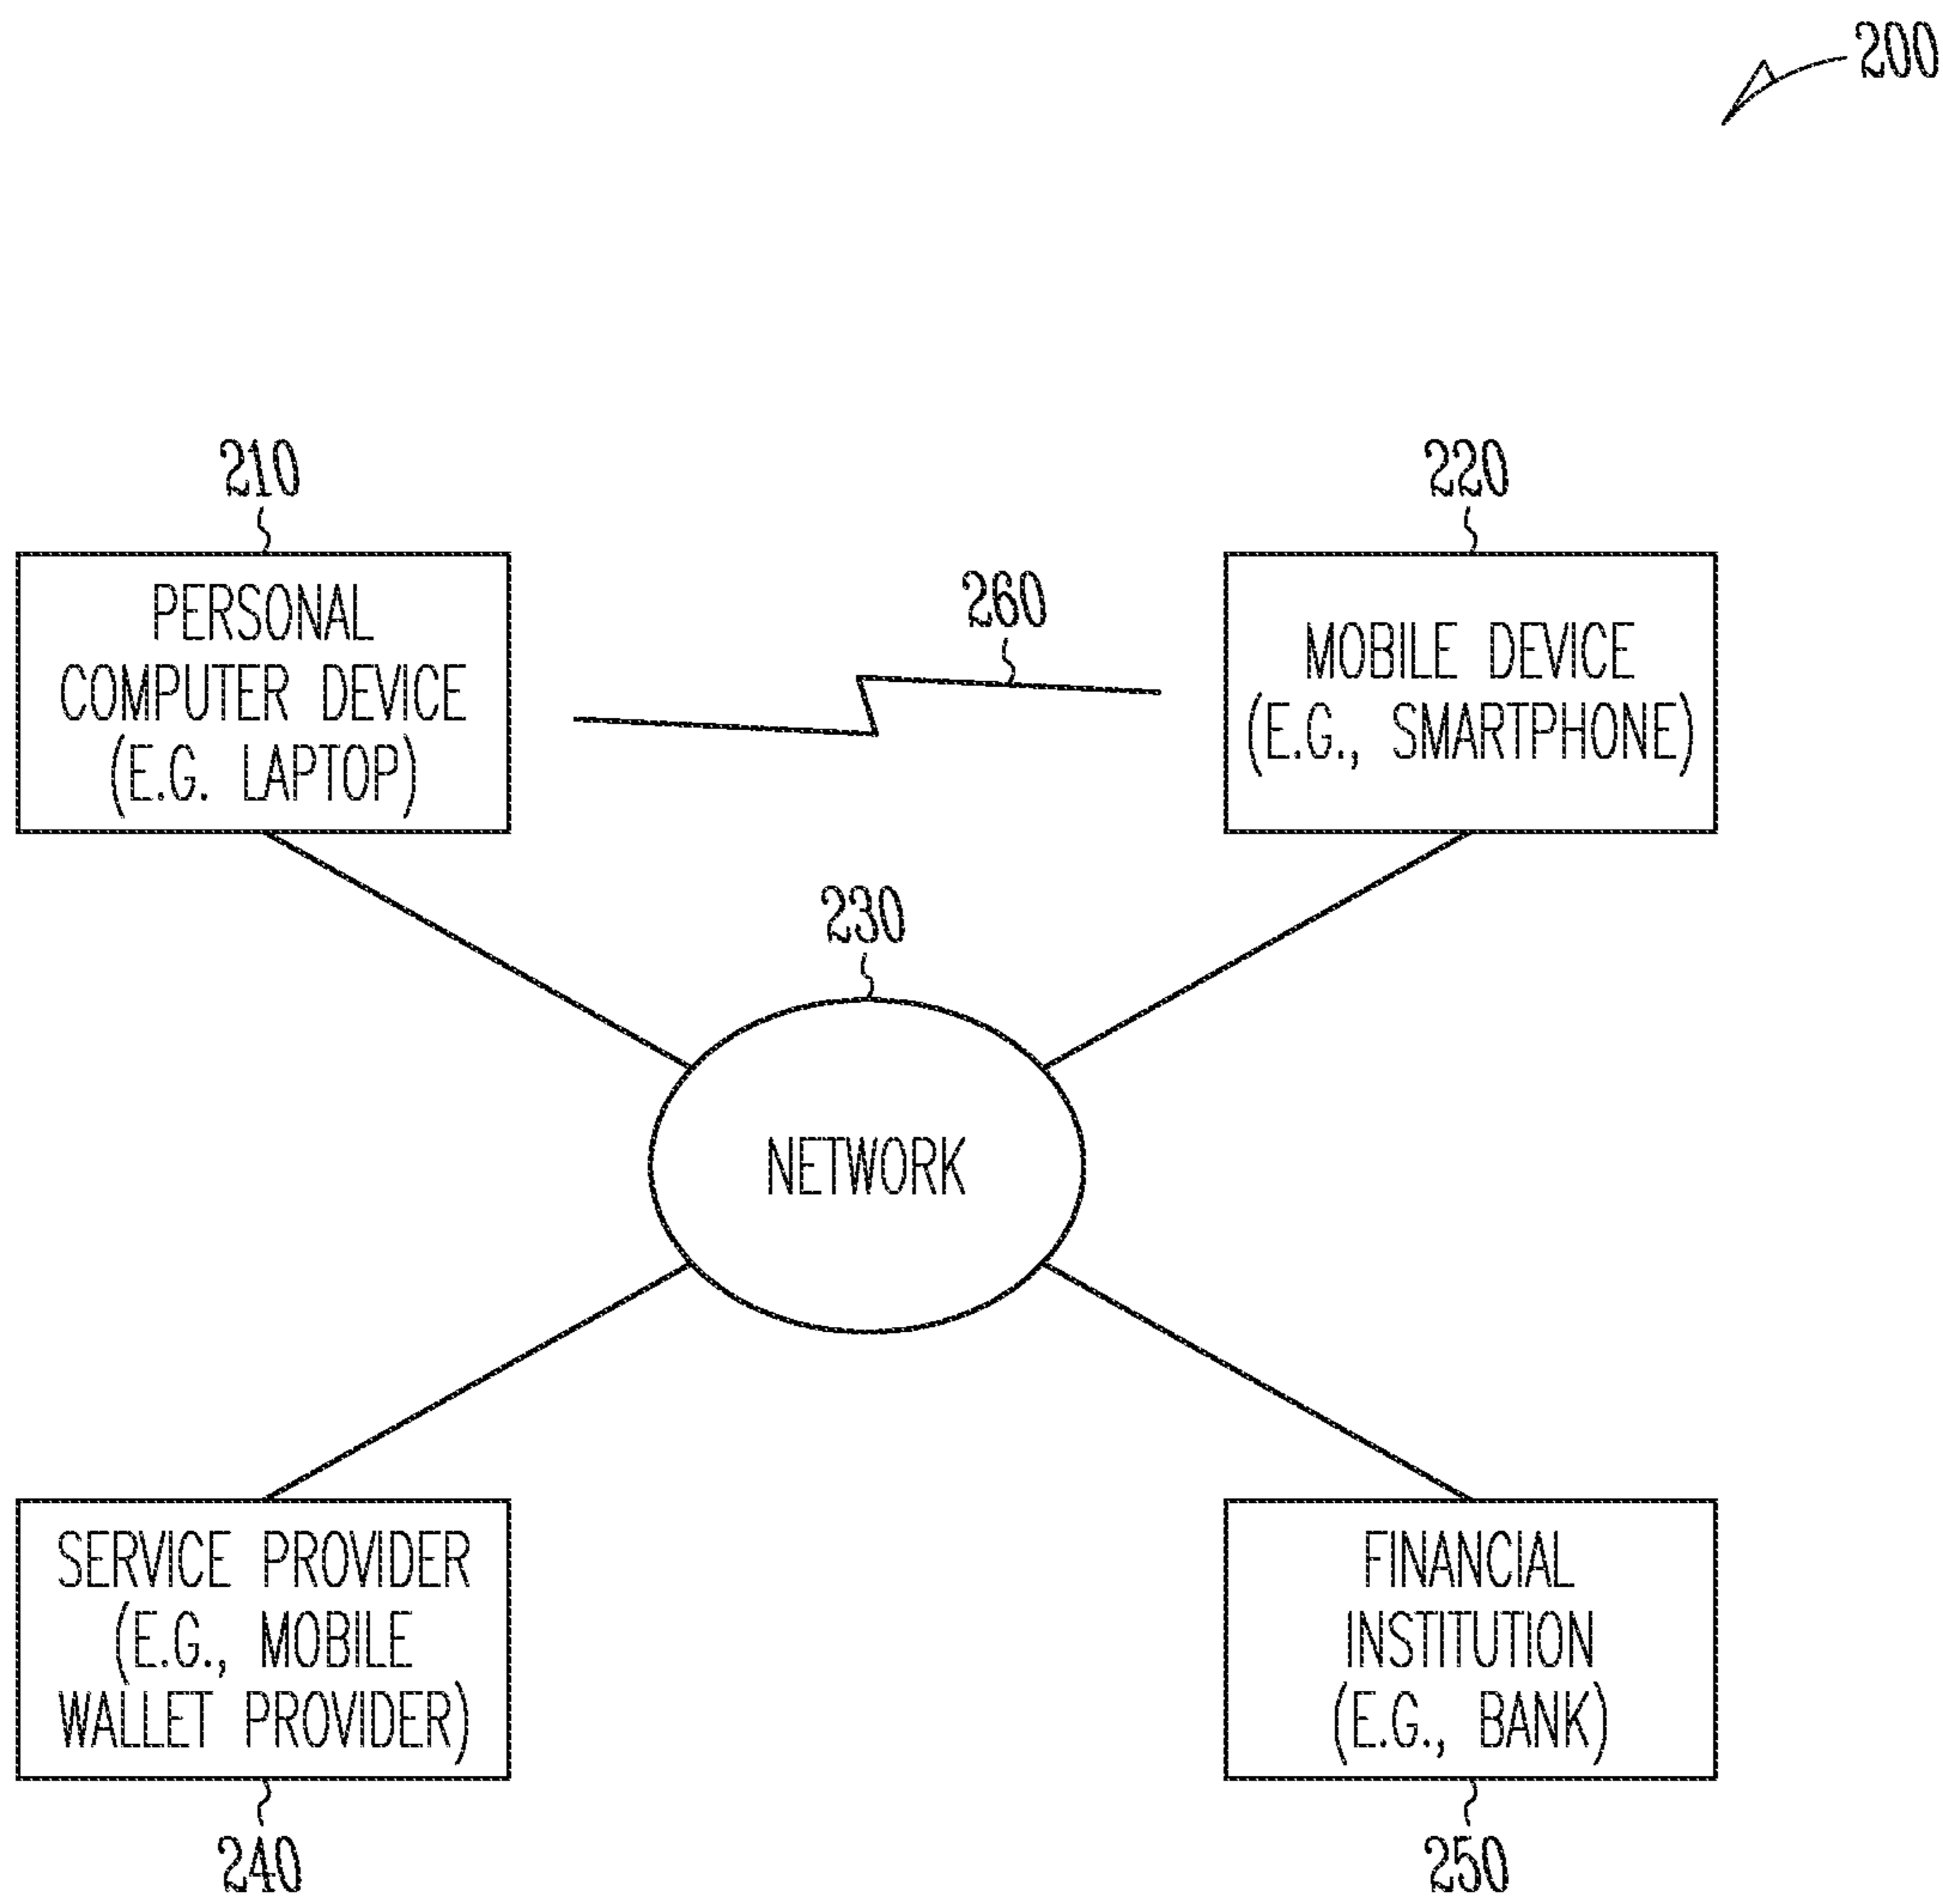 200
210
PERSONAL
COMPUTER DEVICE
(E.G. LAPTOP)
260
220
MOBILE DEVICE
(E.G., SMARTPHONE)
230
NETWORK
SERVICE PROVIDER
(E.G., MOBILE
WALLET PROVIDER)
240
FINANCIAL
INSTITUTION
(E.G., BANK)
250